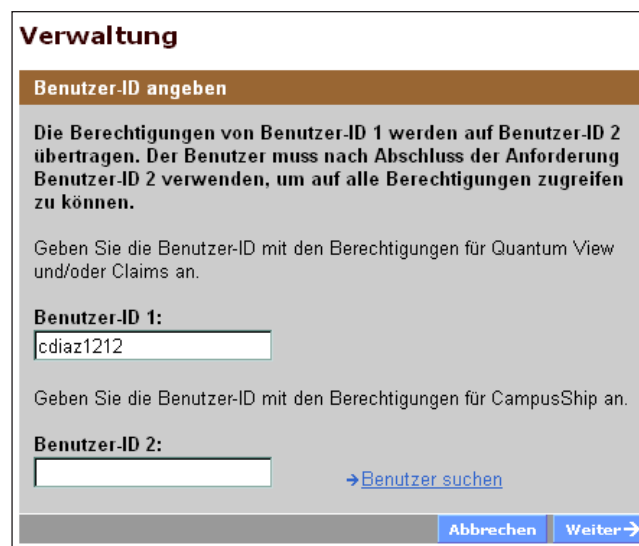 Verwaltung
Benutzer-ID angeben
Die Berechtigungen von Benutzer-ID 1 werden auf Benutzer-ID 2
übertragen. Der Benutzer muss nach Abschluss der Anforderung
Benutzer-ID 2 verwenden, um auf alle Berechtigungen zugreifen
zu können.
Geben Sie die Benutzer-ID mit den Berechtigungen für Quantum View
und/oder Claims an.
Benutzer-ID 1:
cdiaz1212
Geben Sie die Benutzer-ID mit den Berechtigungen für CampusShip an.
Benutzer-ID 2:
→Benutzer suchen
Abbrechen Weiter→